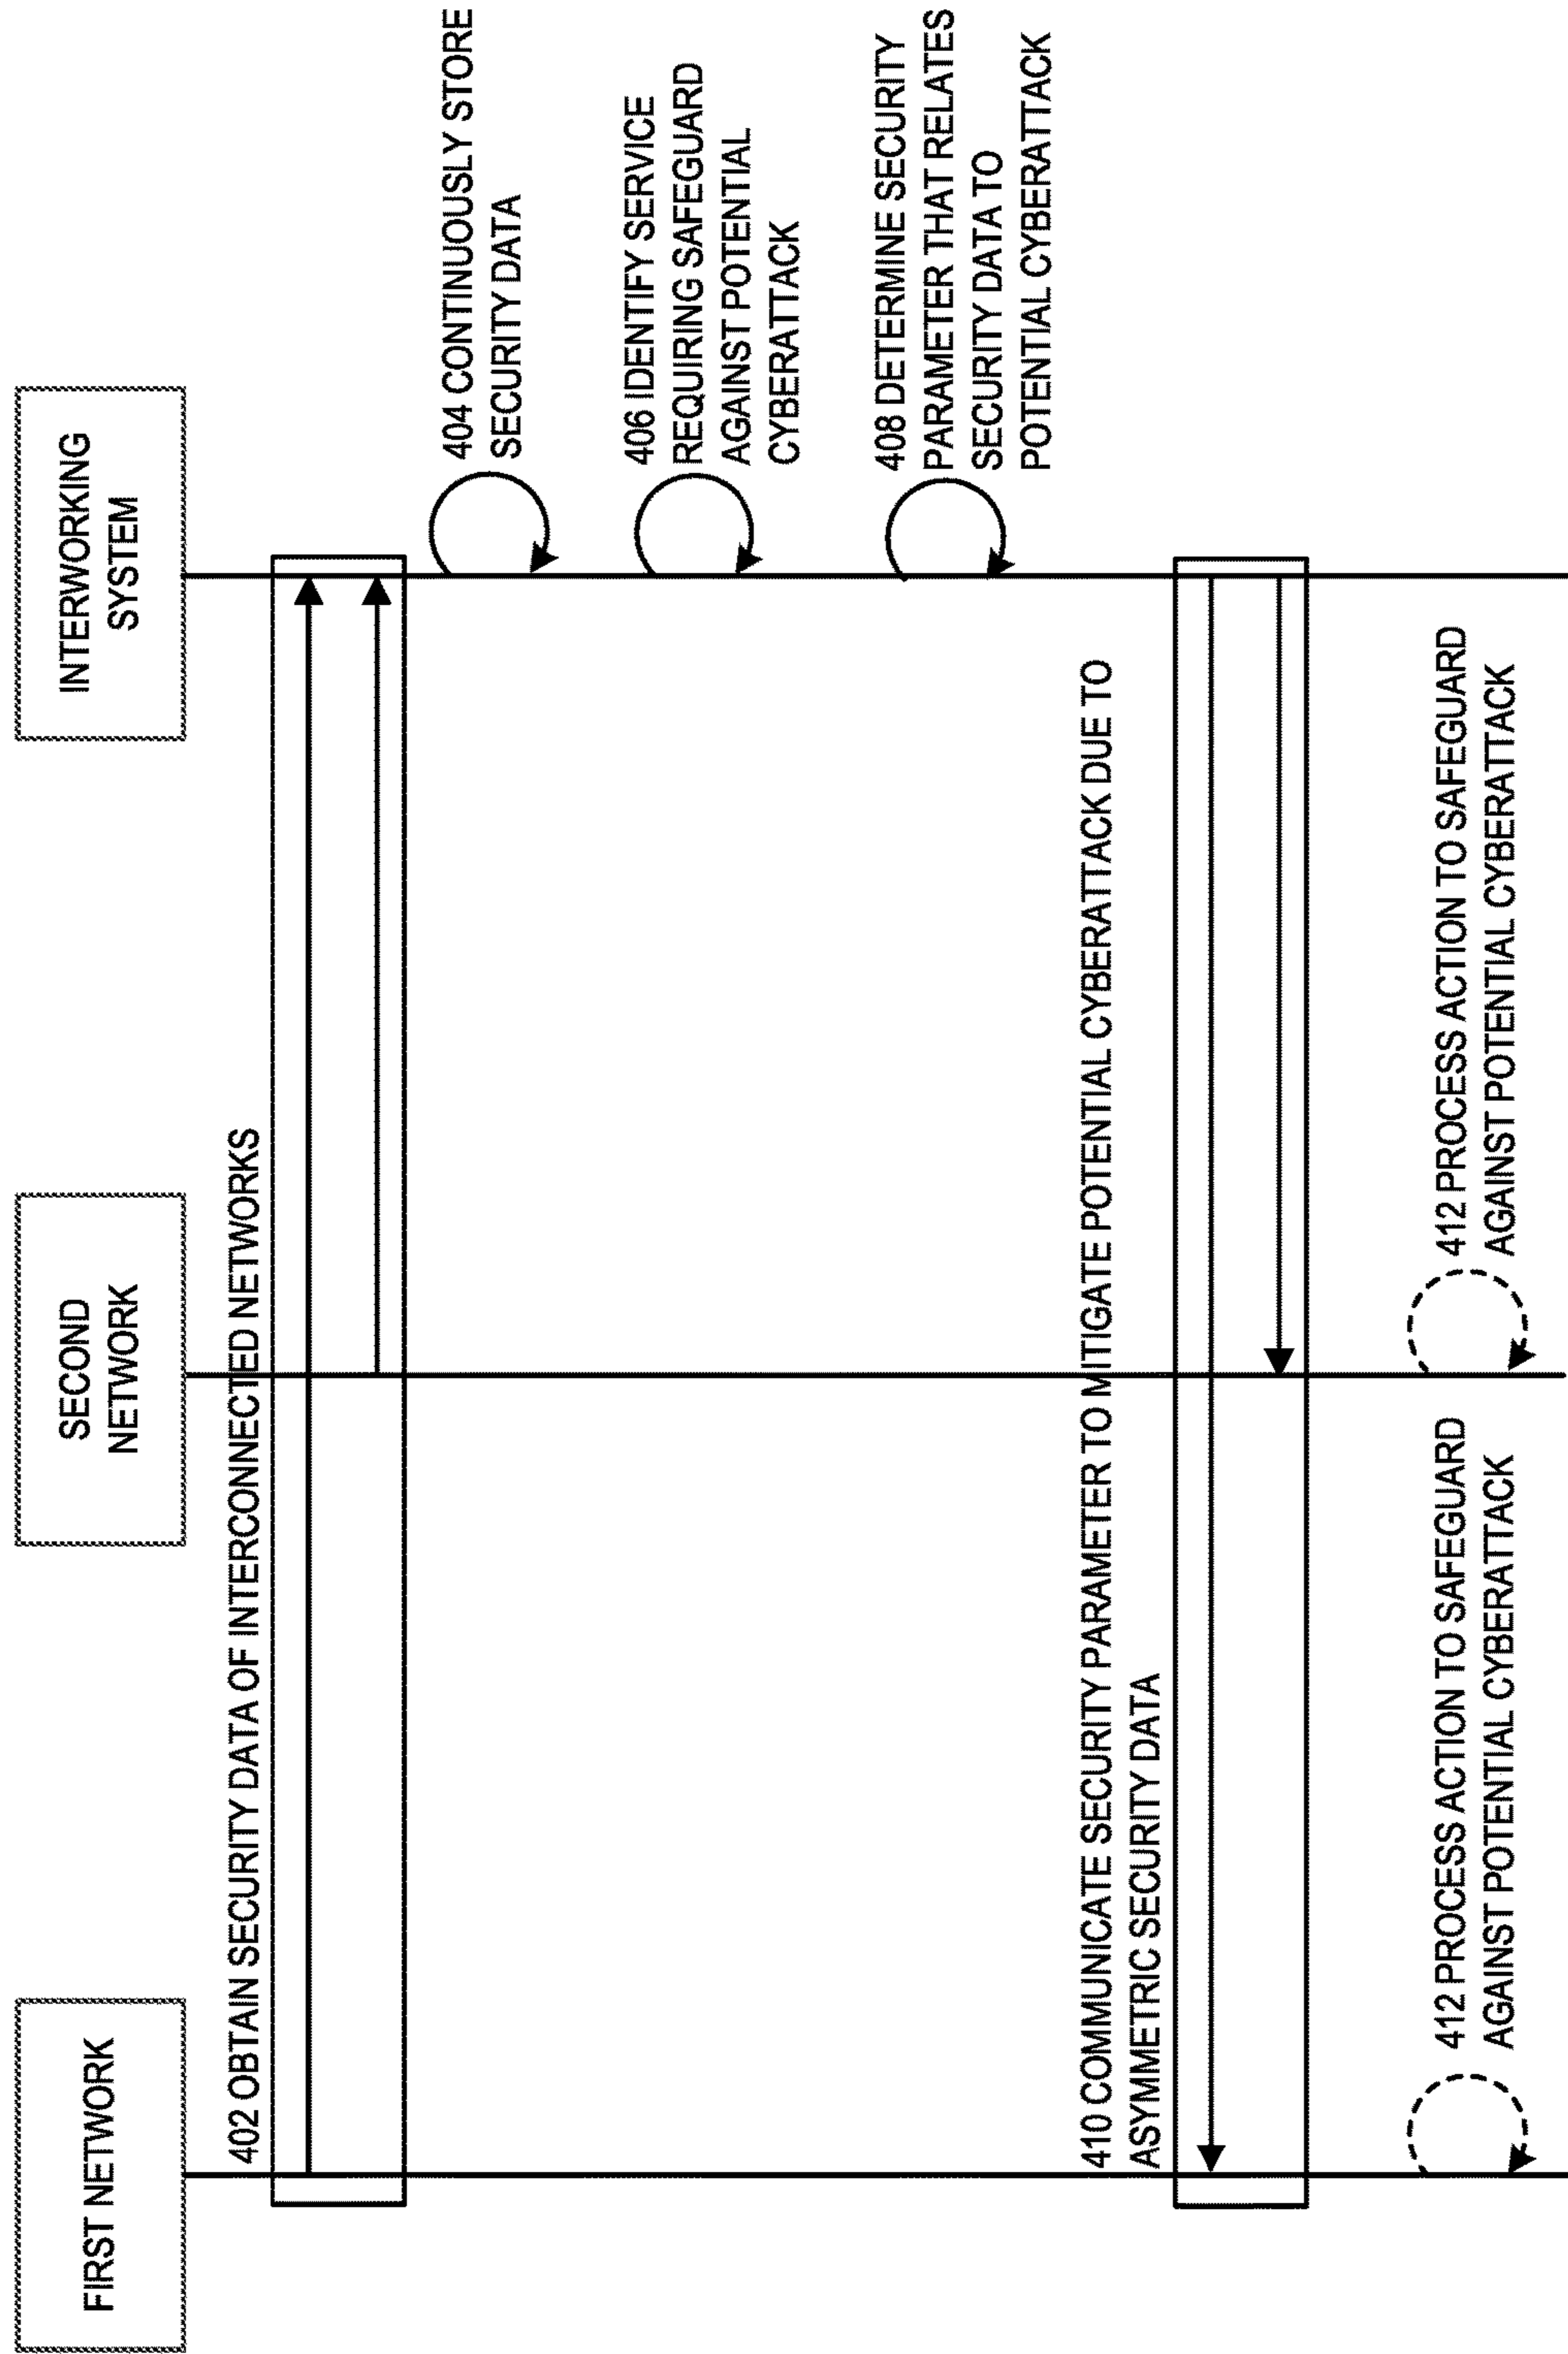 FIRST NETWORK
SECOND
NETWORK
INTERWORKING
SYSTEM
402 OBTAIN SECURITY DATA OF INTERCONNECTED NETWORKS
404 CONTINUOUSLY STORE
SECURITY DATA
406 IDENTIFY SERVICE
REQUIRING SAFEGUARD
AGAINST POTENTIAL
CYBERATTACK
408 DETERMINE SECURITY
PARAMETER THAT RELATES
SECURITY DATA TO
POTENTIAL CYBERATTACK
410 COMMUNICATE SECURITY PARAMETER TO MITIGATE POTENTIAL CYBERATTACK DUE TO
ASYMMETRIC SECURITY DATA
412 PROCESS ACTION TO SAFEGUARD
AGAINST POTENTIAL CYBERATTACK
412 PROCESS ACTION TO SAFEGUARD
AGAINST POTENTIAL CYBERATTACK